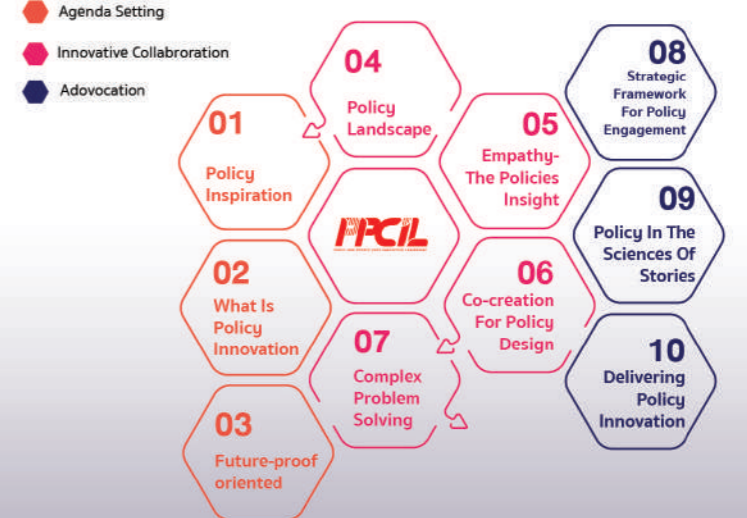 Agenda Setting
Innovative Collabroration
Adovocation
01
Policy
Inspiration
02
What Is
Policy
Innovation
03
Future-proof
oriented
04
Policy
Landscape
PPCIL
05
Empathy-
The Policies
Insight
06
Co-creation
For Policy
Design
07
Complex
Problem
Solving
08
Strategic
Framework
For Policy
Engagement
09
Policy In The
Sciences Of
Stories
10
Delivering
Policy
Innovation